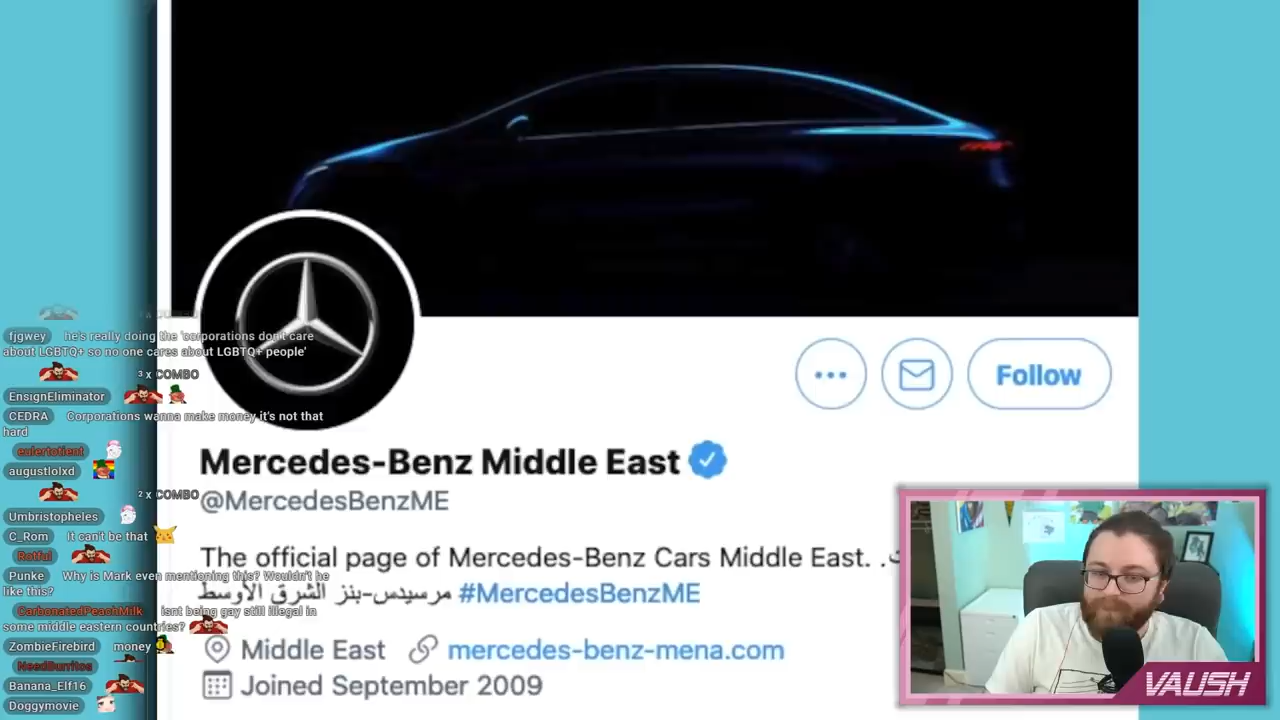 fjgwey he's really doing the 'corporations don't care
about LGBTQ+ so no one cares about LGBTQ+ people'
3 x COMBO
EnsignEliminator
CEDRA Corporations wanna make money it's not that
hard
eulertotient
augustlolxd
2 x COMBO
Umbristopheles
C_Rom It can't be that
Rotful
Punke Why is Mark even mentioning this? Wouldn't he
like this?
CarbonatedPeachMilk isnt being gay still illegal in
some middle eastern countries?
ZombieFirebird money
NeedBurritos
Banana_Elf16
Doggymovie
Follow
Mercedes-Benz Middle East
@MercedesBenzME
The official page of Mercedes-Benz Cars Middle East. .
مرسيدس-بنز الشرق الأوسط #MercedesBenzME
Middle East mercedes-benz-mena.com
Joined September 2009
VAUSH